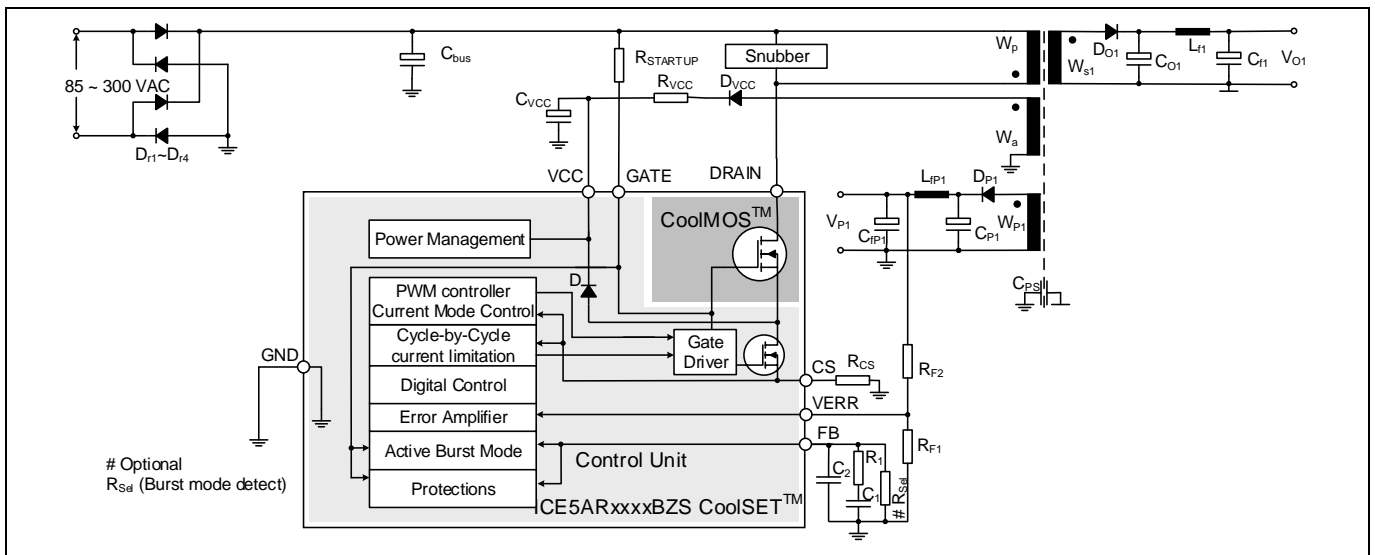 85 ~ 300 VAC
Dr1~Dr4
Cbus
RSTARTUP
Snubber
Wp
Ws1
DO1
CO1
Lf1
Cf1
VO1
CVCC
RVCC
DVCC
Wa
VCC
GATE
DRAIN
VP1
CfP1
LfP1
CP1
DP1
WP1
CPS
CoolMOS™
Power Management
D
PWM controller
Current Mode Control
Cycle-by-Cycle
current limitation
Digital Control
Error Amplifier
Active Burst Mode
Protections
Gate
Driver
GND
CS
RCS
VERR
FB
RF2
RF1
C2
R1
C1
# RSel
Control Unit
ICE5ARxxxxBZS CoolSET™
# Optional
RSel (Burst mode detect)